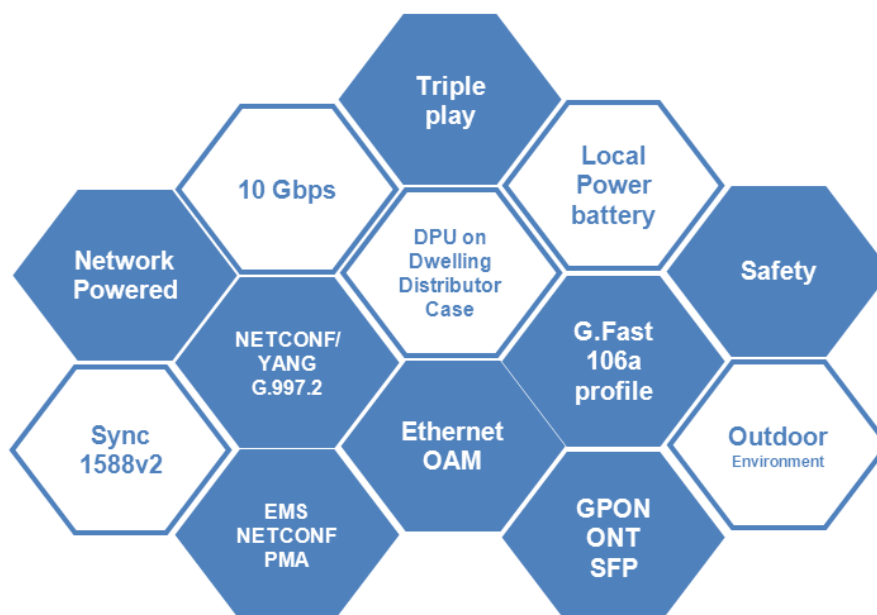 Triple
play
10 Gbps
Local
Power
battery
Network
Powered
DPU on
Dwelling
Distributor
Case
Safety
NETCONF/
YANG
G.997.2
G.Fast
106a
profile
Sync
1588v2
Ethernet
OAM
Outdoor
Environment
EMS
NETCONF
PMA
GPON
ONT
SFP